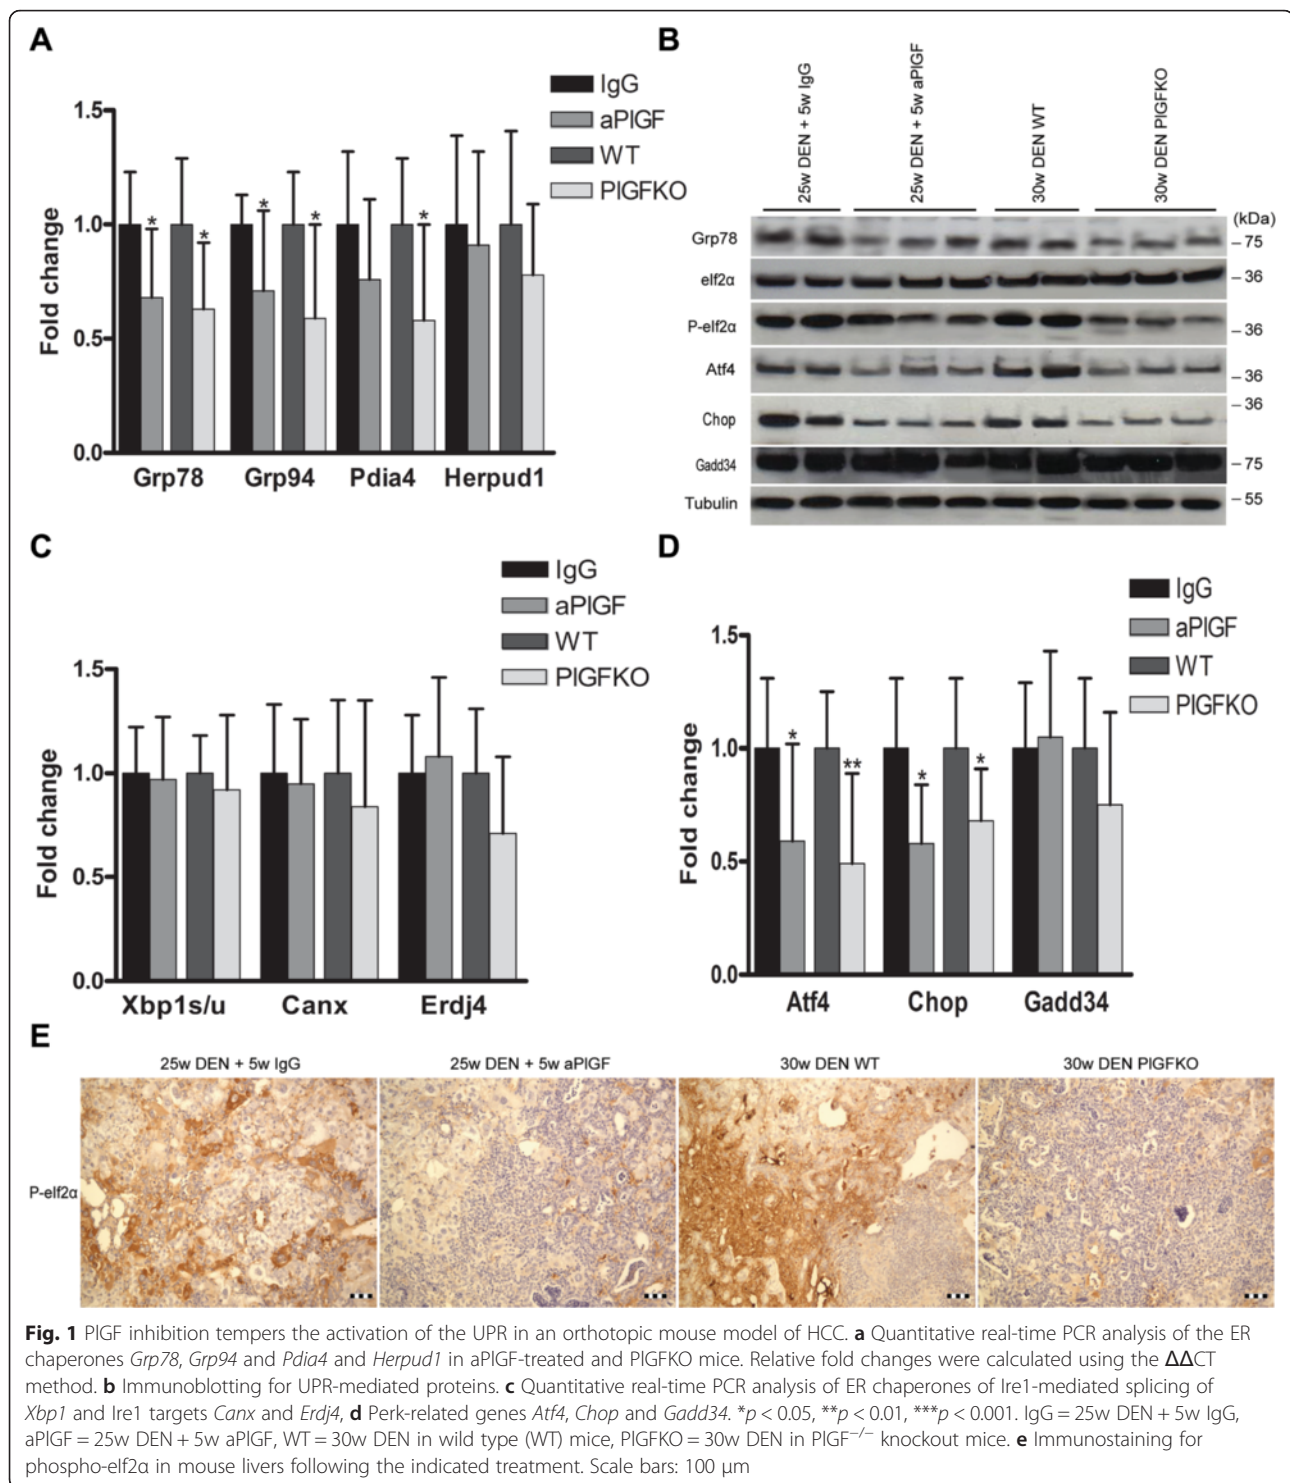 A
IgG
aPlGF
WT
PlGFKO
1.5
1.0
0.5
0.0
Fold change
* * * * *
Grp78 Grp94 Pdia4 Herpud1
B
25w DEN + 5w IgG
25w DEN + 5w aPlGF
30w DEN WT
30w DEN PlGFKO
(kDa)
Grp78 – 75
eIf2α – 36
P-eIf2α – 36
Atf4 – 36
– 36
Chop
Gadd34 – 75
Tubulin – 55
C
IgG
aPlGF
WT
PlGFKO
1.5
1.0
0.5
0.0
Fold change
Xbp1s/u Canx Erdj4
D
IgG
aPlGF
WT
PlGFKO
1.5
1.0
0.5
0.0
Fold change
* ** * *
Atf4 Chop Gadd34
E
25w DEN + 5w IgG 25w DEN + 5w aPlGF 30w DEN WT 30w DEN PlGFKO
P-eIf2α
Fig. 1 PlGF inhibition tempers the activation of the UPR in an orthotopic mouse model of HCC. a Quantitative real-time PCR analysis of the ER
chaperones Grp78, Grp94 and Pdia4 and Herpud1 in aPlGF-treated and PlGFKO mice. Relative fold changes were calculated using the ΔΔCT
method. b Immunoblotting for UPR-mediated proteins. c Quantitative real-time PCR analysis of ER chaperones of Ire1-mediated splicing of
Xbp1 and Ire1 targets Canx and Erdj4, d Perk-related genes Atf4, Chop and Gadd34. *p < 0.05, **p < 0.01, ***p < 0.001. IgG = 25w DEN + 5w IgG,
aPlGF = 25w DEN + 5w aPlGF, WT = 30w DEN in wild type (WT) mice, PlGFKO = 30w DEN in PlGF⁻/⁻ knockout mice. e Immunostaining for
phospho-eIf2α in mouse livers following the indicated treatment. Scale bars: 100 μm